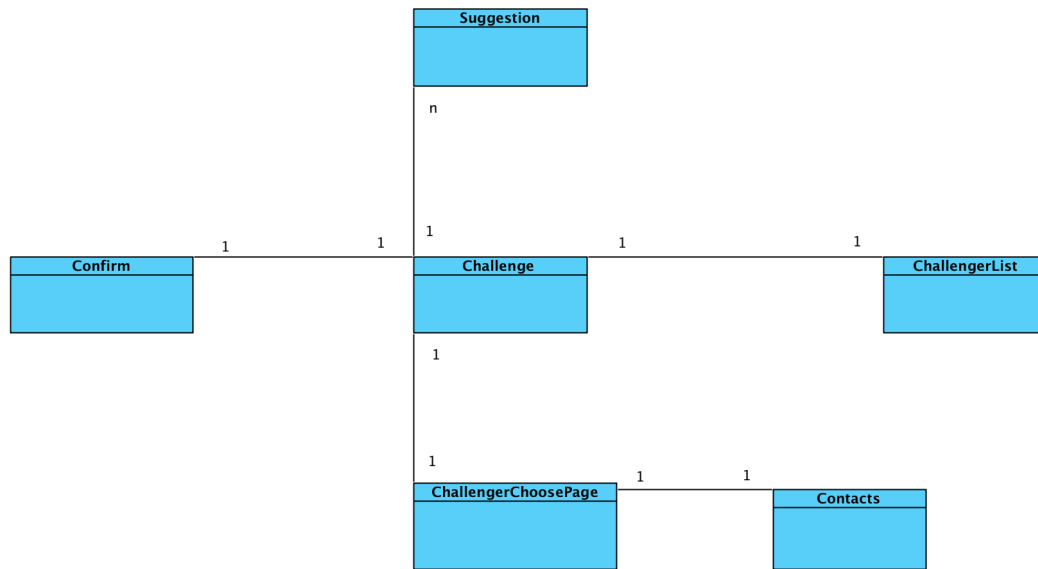 Suggestion
n
1
1 1 1 1
Confirm Challenge ChallengerList
1
1
1 1
ChallengerChoosePage Contacts